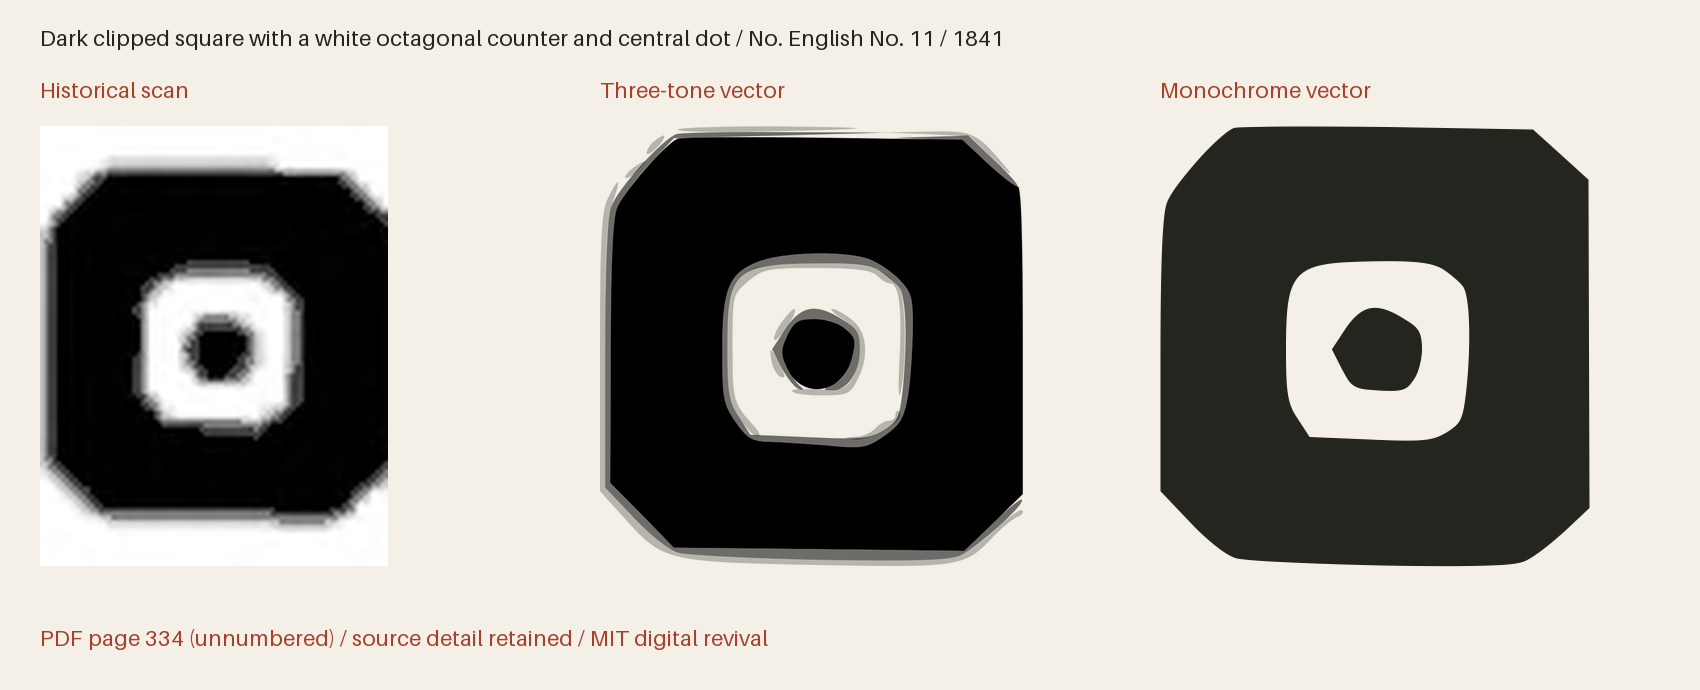 Dark clipped square with a white octagonal counter and central dot / No. English No. 11 / 1841
Historical scan
Three-tone vector
Monochrome vector
PDF page 334 (unnumbered) / source detail retained / MIT digital revival